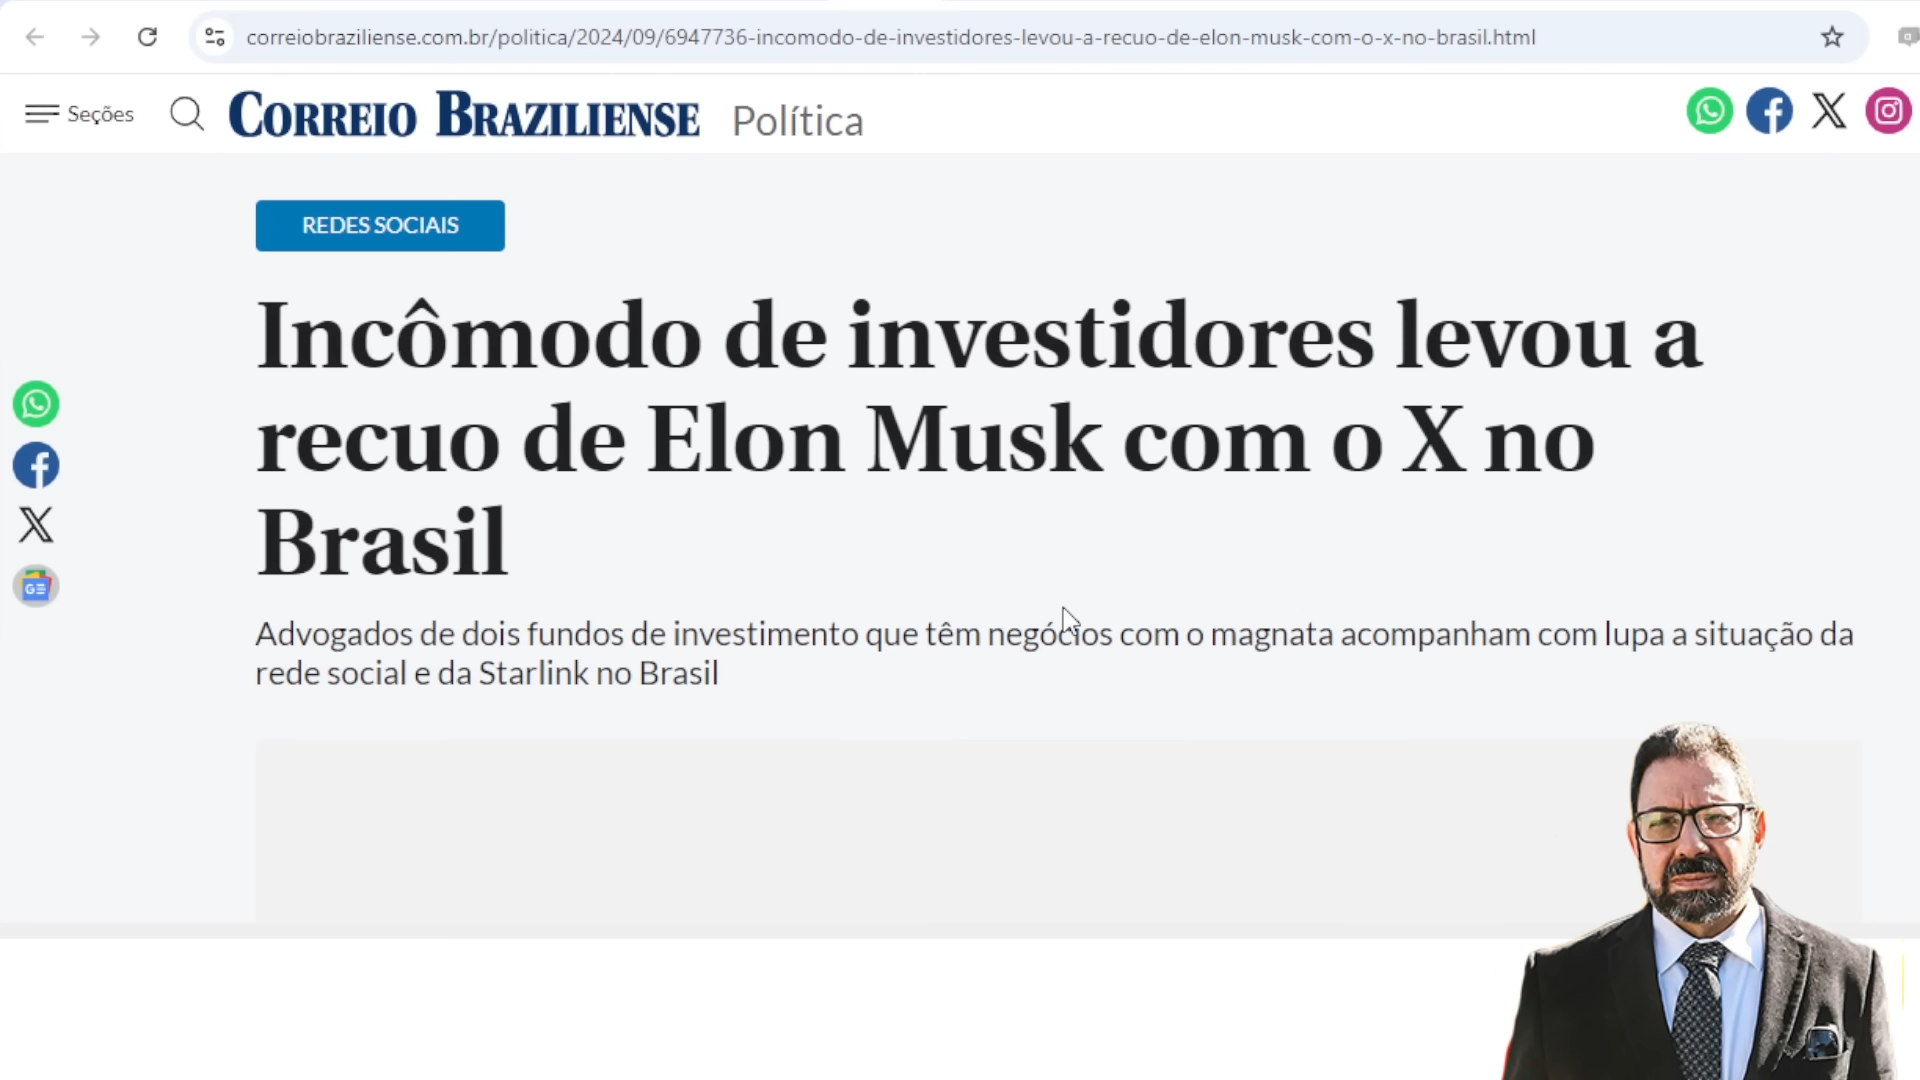 correiobraziliense.com.br/politica/2024/09/6947736-incomodo-de-investidores-levou-a-recuo-de-elon-musk-com-o-x-no-brasil.html
Seções
CORREIO BRAZILIENSE
Política
REDES SOCIAIS
Incômodo de investidores levou a
recuo de Elon Musk com o X no
Brasil
Advogados de dois fundos de investimento que têm negócios com o magnata acompanham com lupa a situação da
rede social e da Starlink no Brasil